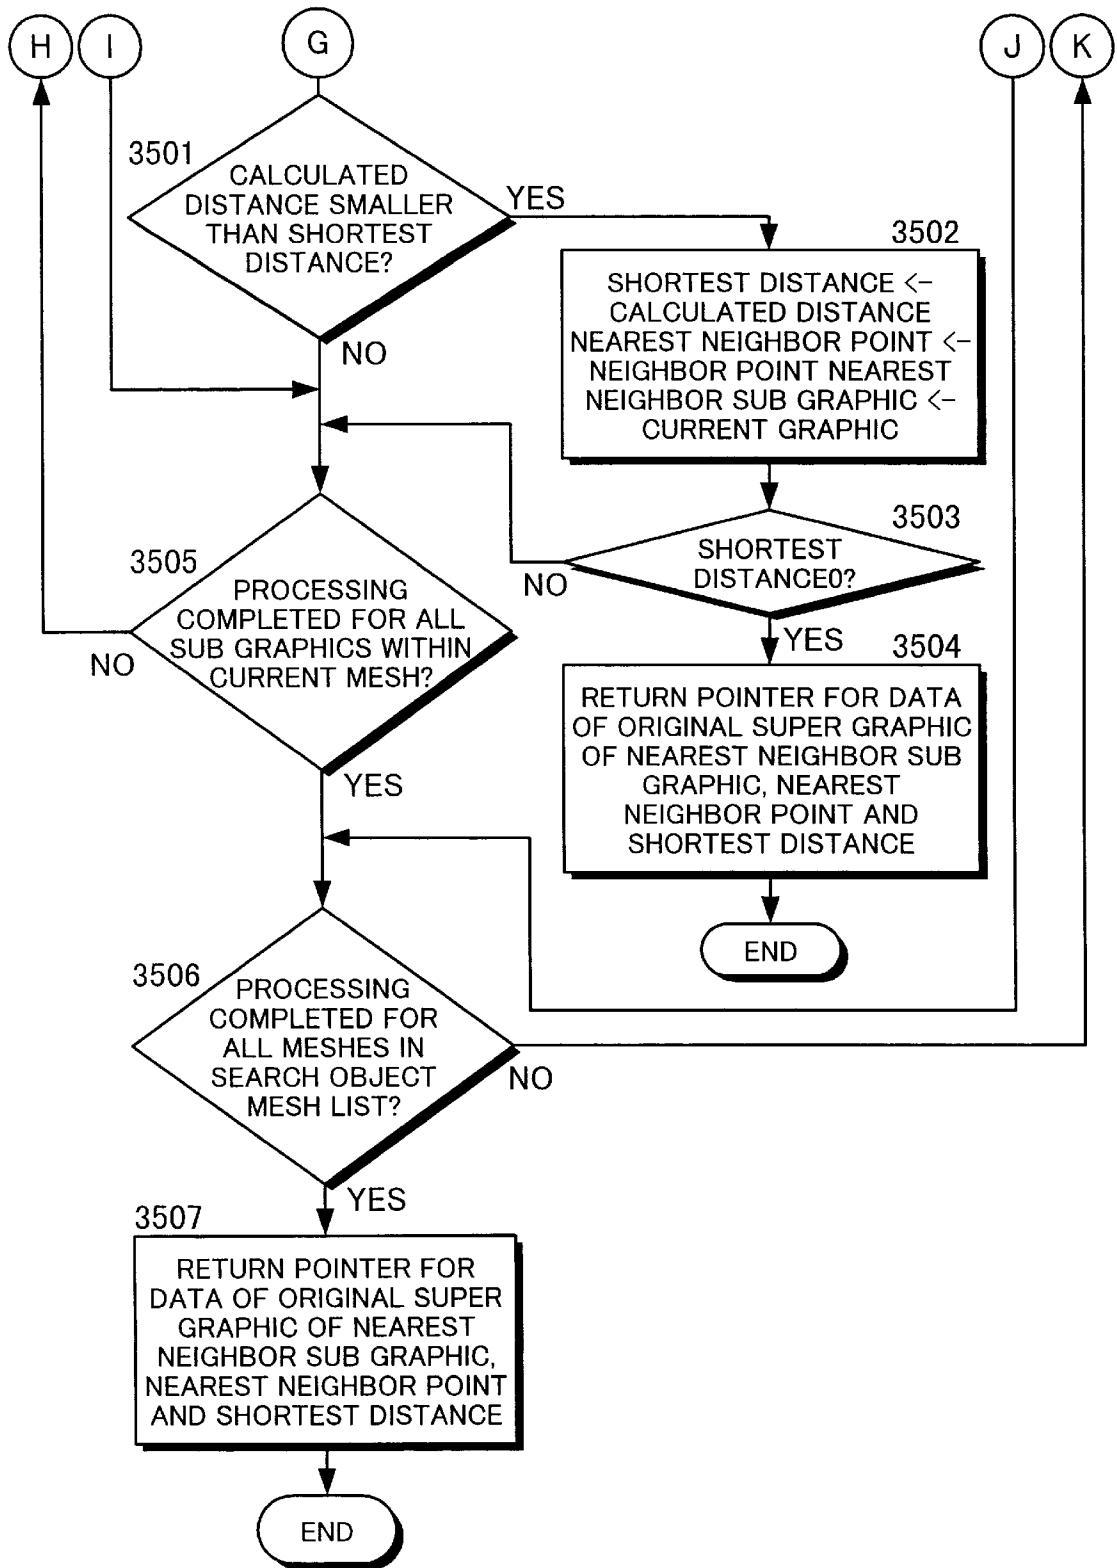 H
I
G
J
K
3501
CALCULATED
DISTANCE SMALLER
THAN SHORTEST
DISTANCE?
YES
NO
3502
SHORTEST DISTANCE <-
CALCULATED DISTANCE
NEAREST NEIGHBOR POINT <-
NEIGHBOR POINT NEAREST
NEIGHBOR SUB GRAPHIC <-
CURRENT GRAPHIC
3503
SHORTEST
DISTANCE0?
NO
YES
3504
RETURN POINTER FOR DATA
OF ORIGINAL SUPER GRAPHIC
OF NEAREST NEIGHBOR SUB
GRAPHIC, NEAREST
NEIGHBOR POINT AND
SHORTEST DISTANCE
END
3505
PROCESSING
COMPLETED FOR ALL
SUB GRAPHICS WITHIN
CURRENT MESH?
NO
YES
3506
PROCESSING
COMPLETED FOR
ALL MESHES IN
SEARCH OBJECT
MESH LIST?
NO
YES
3507
RETURN POINTER FOR
DATA OF ORIGINAL SUPER
GRAPHIC OF NEAREST
NEIGHBOR SUB GRAPHIC,
NEAREST NEIGHBOR POINT
AND SHORTEST DISTANCE
END